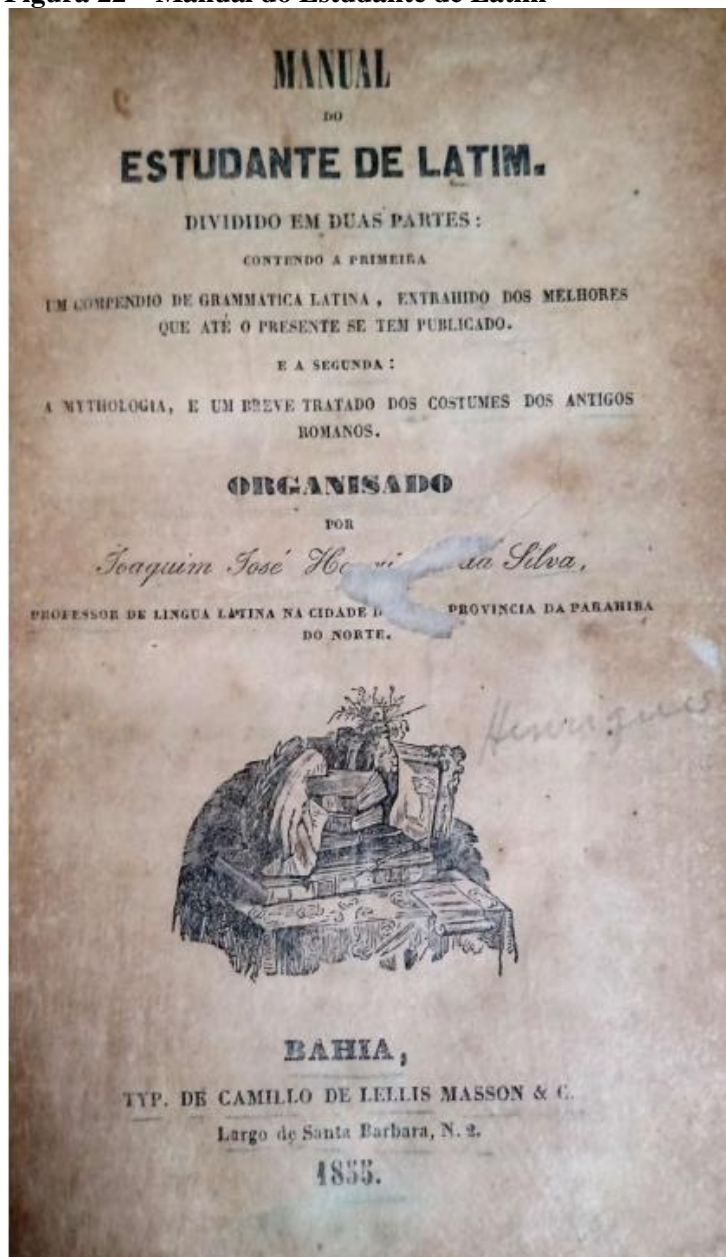 Figura 22 – Manual do Estudante de Latim
MANUAL
DO
ESTUDANTE DE LATIM.
DIVIDIDO EM DUAS PARTES:
CONTENDO A PRIMEIRA
UM COMPENDIO DE GRAMMATICA LATINA, EXTRAHIDO DOS MELHORES
QUE ATÉ O PRESENTE SE TEM PUBLICADO.
E A SEGUNDA:
A MYTHOLOGIA, E UM BREVE TRATADO DOS COSTUMES DOS ANTIGOS
ROMANOS.
ORGANISADO
POR
Joaquim José da Silva,
PROFESSOR DE LINGUA LATINA NA CIDADE PROVINCIA DA PARAHIBA
DO NORTE.
Henriques
BAHIA,
TYP. DE CAMILLO DE LELLIS MASSON & C.
Largo de Santa Barbara, N. 2.
1855.